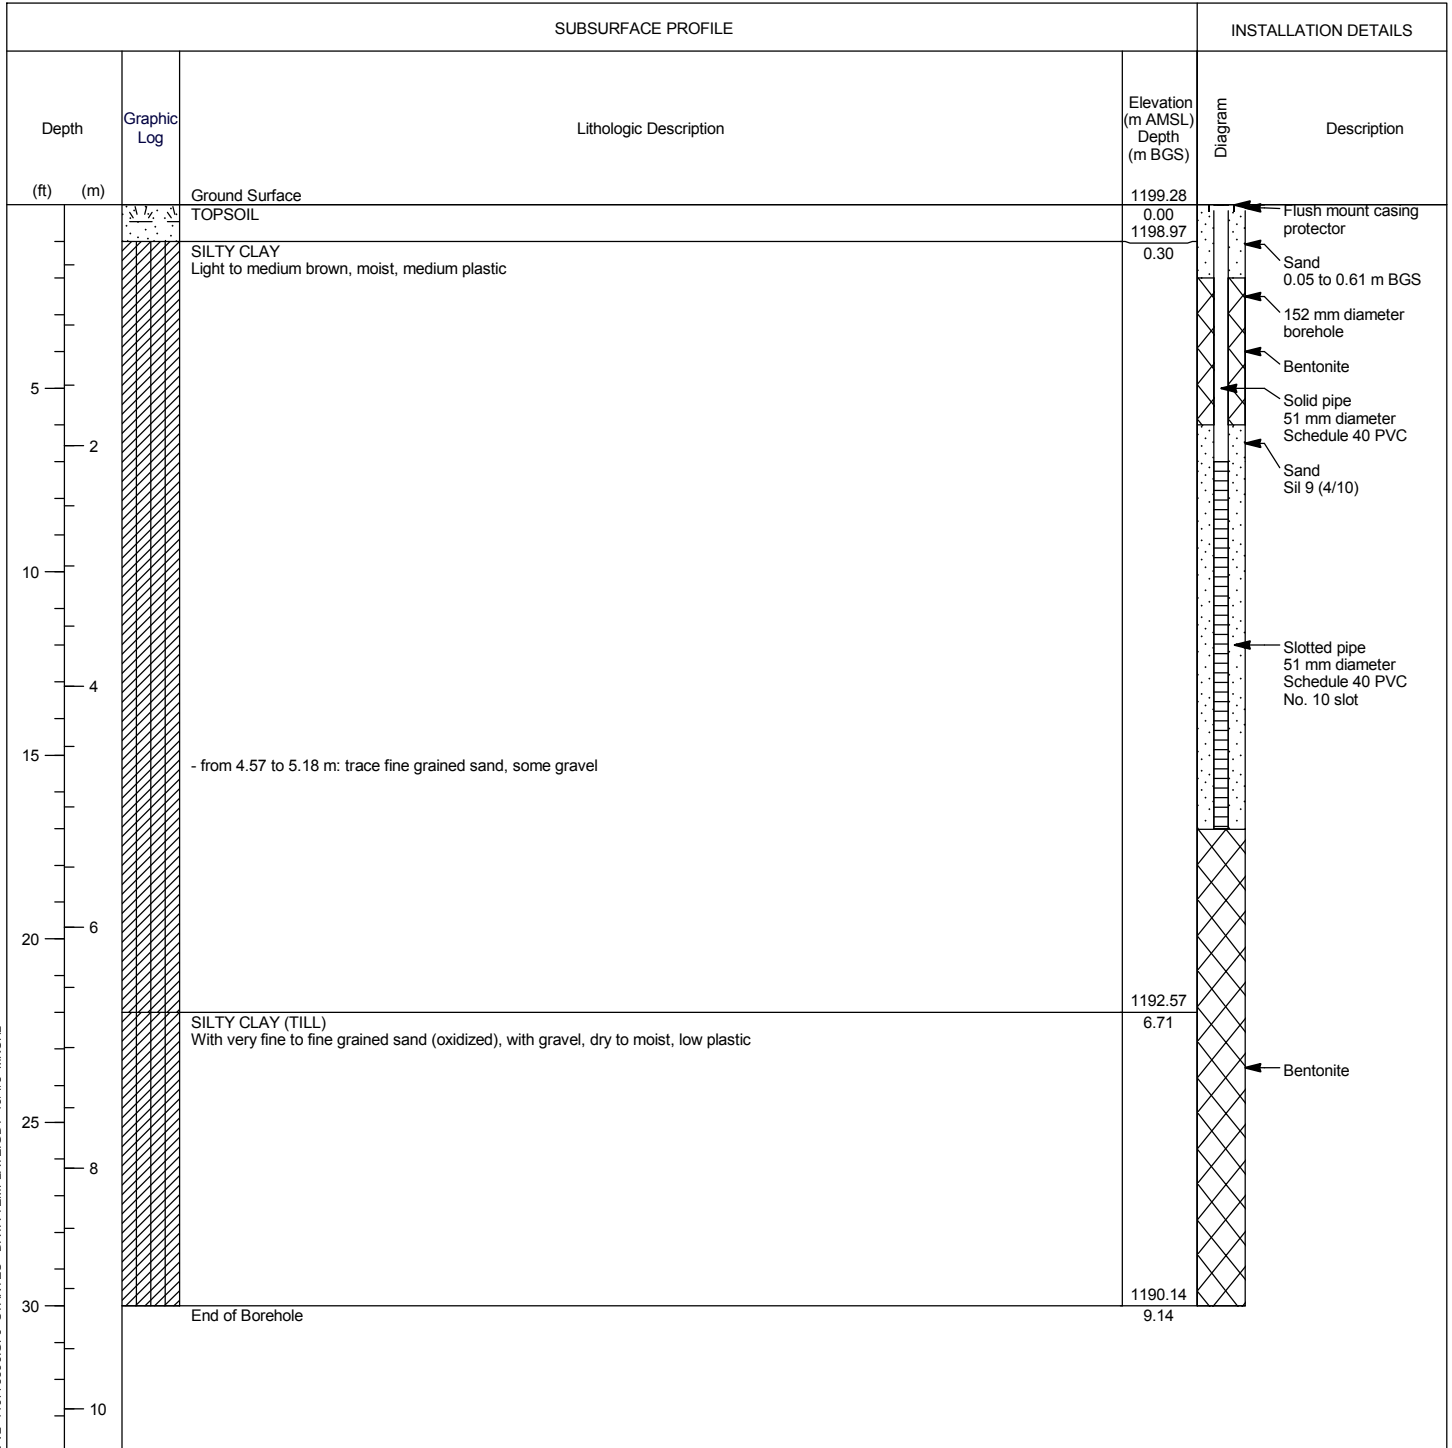 SUBSURFACE PROFILE
INSTALLATION DETAILS
Depth
Graphic
Log
Lithologic Description
Elevation
(m AMSL)
Depth
(m BGS)
Diagram
Description
(ft)
(m)
Ground Surface
1199.28
TOPSOIL
0.00
1198.97
Flush mount casing
protector
SILTY CLAY
0.30
Light to medium brown, moist, medium plastic
Sand
0.05 to 0.61 m BGS
152 mm diameter
borehole
Bentonite
5
Solid pipe
51 mm diameter
Schedule 40 PVC
2
Sand
Sil 9 (4/10)
10
Slotted pipe
51 mm diameter
Schedule 40 PVC
No. 10 slot
4
15
- from 4.57 to 5.18 m: trace fine grained sand, some gravel
6
20
1192.57
SILTY CLAY (TILL)
6.71
With very fine to fine grained sand (oxidized), with gravel, dry to moist, low plastic
Bentonite
25
8
1190.14
30
End of Borehole
9.14
10